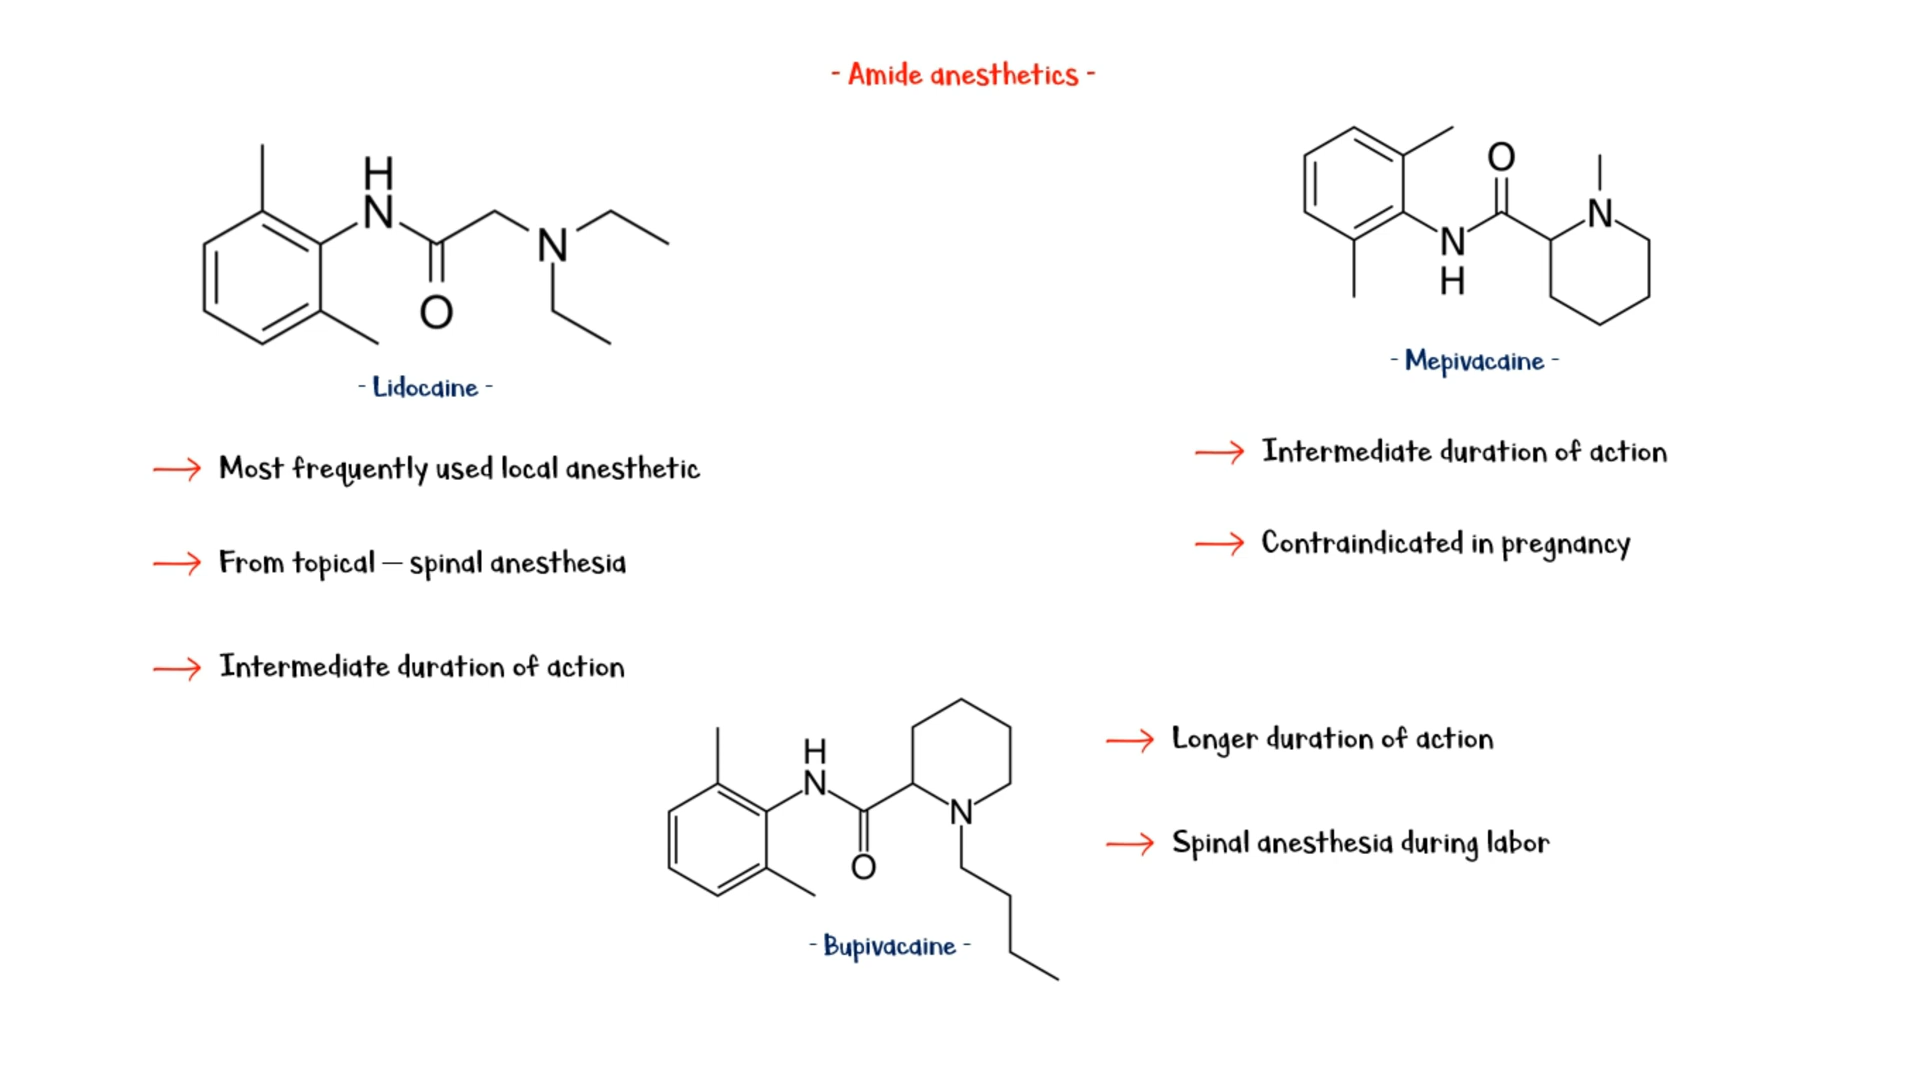 - Amide anesthetics -
H
N
O
N
- Lidocaine -
→ Most frequently used local anesthetic
→ From topical – spinal anesthesia
→ Intermediate duration of action
O
N
N
H
- Mepivacaine -
→ Intermediate duration of action
→ Contraindicated in pregnancy
H
N
O
N
- Bupivacaine -
→ Longer duration of action
→ Spinal anesthesia during labor